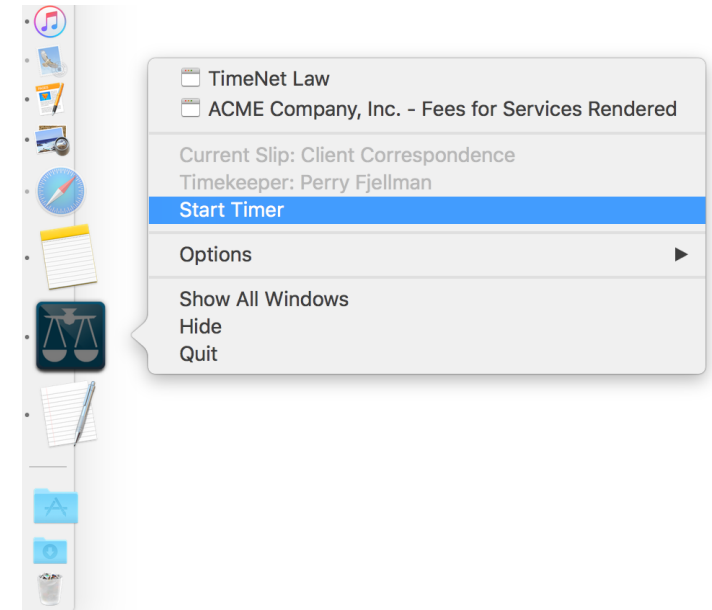 TimeNet Law
ACME Company, Inc. - Fees for Services Rendered
Current Slip: Client Correspondence
Timekeeper: Perry Fjellman
Start Timer
Options
Show All Windows
Hide
Quit